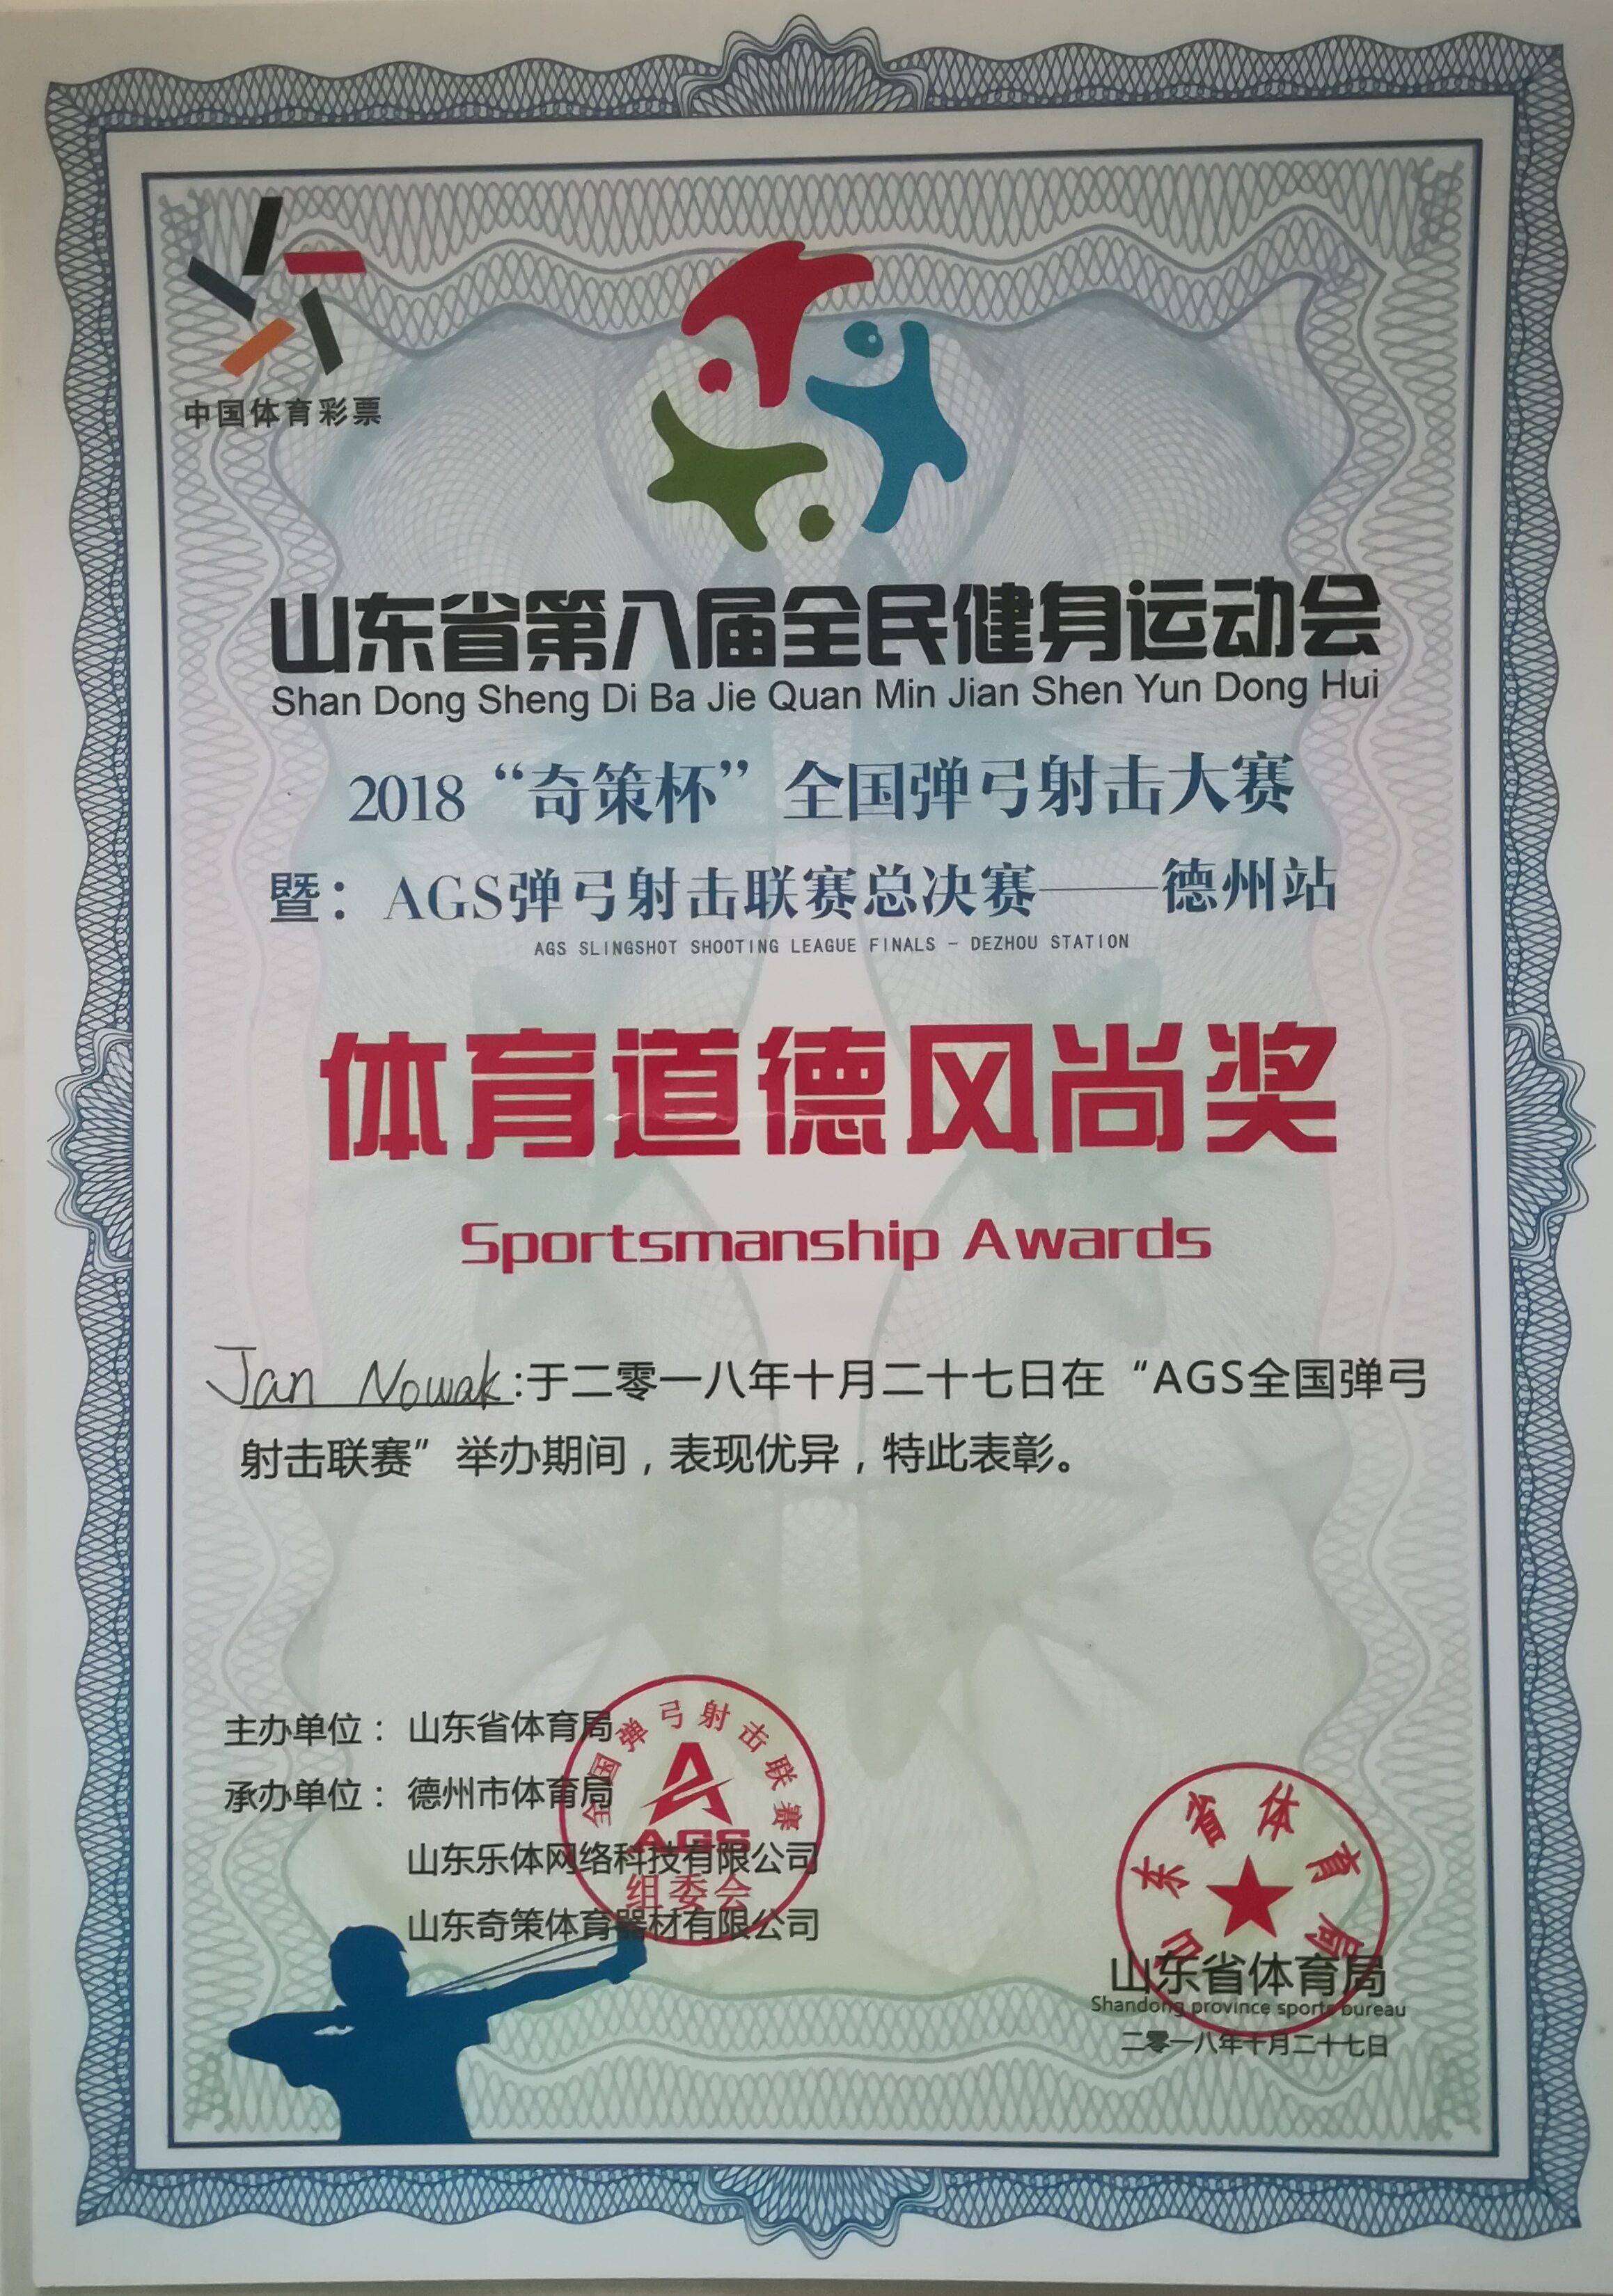 中国体育彩票
山东省第八届全民健身运动会
Shan Dong Sheng Di Ba Jie Quan Min Jian Shen Yun Dong Hui
2018“奇策杯”全国弹弓射击大赛
暨：AGS弹弓射击联赛总决赛——德州站
AGS SLINGSHOT SHOOTING LEAGUE FINALS - DEZHOU STATION
体育道德风尚奖
Sportsmanship Awards
Jan Nowak:于二零一八年十月二十七日在“AGS全国弹弓
射击联赛”举办期间，表现优异，特此表彰。
主办单位：山东省体育局
承办单位：德州市体育局
山东乐体网络科技有限公司
山东奇策体育器材有限公司
全国弹弓射击联赛
AGS
组委会
山东省体育局
山东省体育局
Shandong province sports bureau
二零一八年十月二十七日